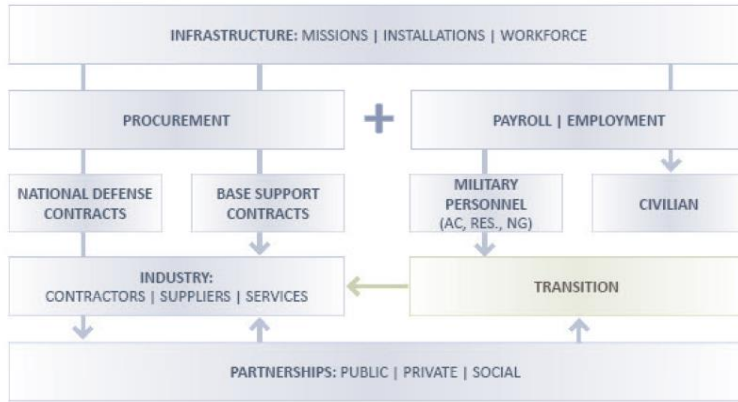 INFRASTRUCTURE: MISSIONS | INSTALLATIONS | WORKFORCE
PROCUREMENT
+
PAYROLL | EMPLOYMENT
NATIONAL DEFENSE
CONTRACTS
BASE SUPPORT
CONTRACTS
MILITARY
PERSONNEL
(AC, RES., NG)
CIVILIAN
INDUSTRY:
CONTRACTORS | SUPPLIERS | SERVICES
TRANSITION
PARTNERSHIPS: PUBLIC | PRIVATE | SOCIAL